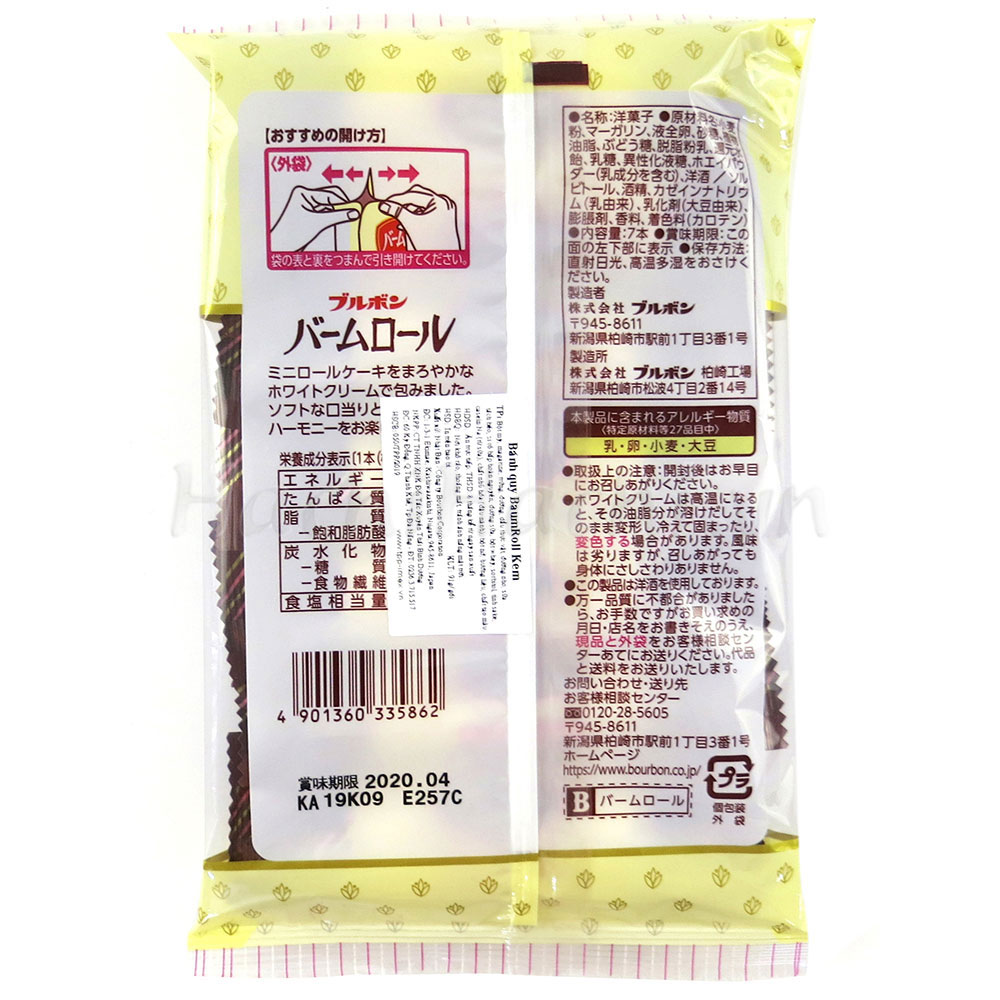 【おすすめの開け方】
〈外袋〉
バーム
袋の表と裏をつまんで引き開けてください。
ブルボン
バームロール
ミニロールケーキをまろやかな
ホワイトクリームで包みました。
ソフトな口当りと
ハーモニーをお楽
栄養成分表示(1本
エネルギー
たんぱく質
脂質
-飽和脂肪酸
炭水化物
-糖質
-食物繊維
食塩相当量
4 901360 335862
賞味期限 2020.04
KA 19K09 E257C
Bánh quy BaumRoll Kem
●名称:洋菓子 ●原材料名:小麦
粉、マーガリン、液全卵、砂糖、
油脂、ぶどう糖、脱脂粉乳、還元水
飴、乳糖、異性化液糖、ホエイパウ
ダー(乳成分を含む)、洋酒/ソル
ビトール、酒精、カゼインナトリウ
ム(乳由来)、乳化剤(大豆由来)、
膨脹剤、香料、着色料(カロテン)
●内容量:7本 ●賞味期限:この
面の左下部に表示 ●保存方法:
直射日光、高温多湿をおさけくだ
さい。
製造者
株式会社 ブルボン
〒945-8611
新潟県柏崎市駅前1丁目3番1号
製造所
株式会社 ブルボン 柏崎工場
新潟県柏崎市松波4丁目2番14号
本製品に含まれるアレルギー物質
〈特定原材料等27品目中〉
乳・卵・小麦・大豆
●取扱上の注意:開封後はお早目
にお召しあがりください。
●ホワイトクリームは高温になる
と、その油脂分が溶けだしてそ
のまま変形し冷えて固まったり、
変色する場合があります。風味
は劣りますが、召しあがっても
身体にさしさわりありません。
●この製品は洋酒を使用しております。
●万一品質に不都合がありました
ら、お手数ですがお買い求めの
月日・店名をお書きそえのうえ、
現品と外袋をお客様相談セン
ターあてにお送りください。代品
と送料をお送りいたします。
お問い合わせ・送り先
お客様相談センター
0120-28-5605
〒945-8611
新潟県柏崎市駅前1丁目3番1号
ホームページ
https://www.bourbon.co.jp/
B バームロール
プラ
個包装
外袋